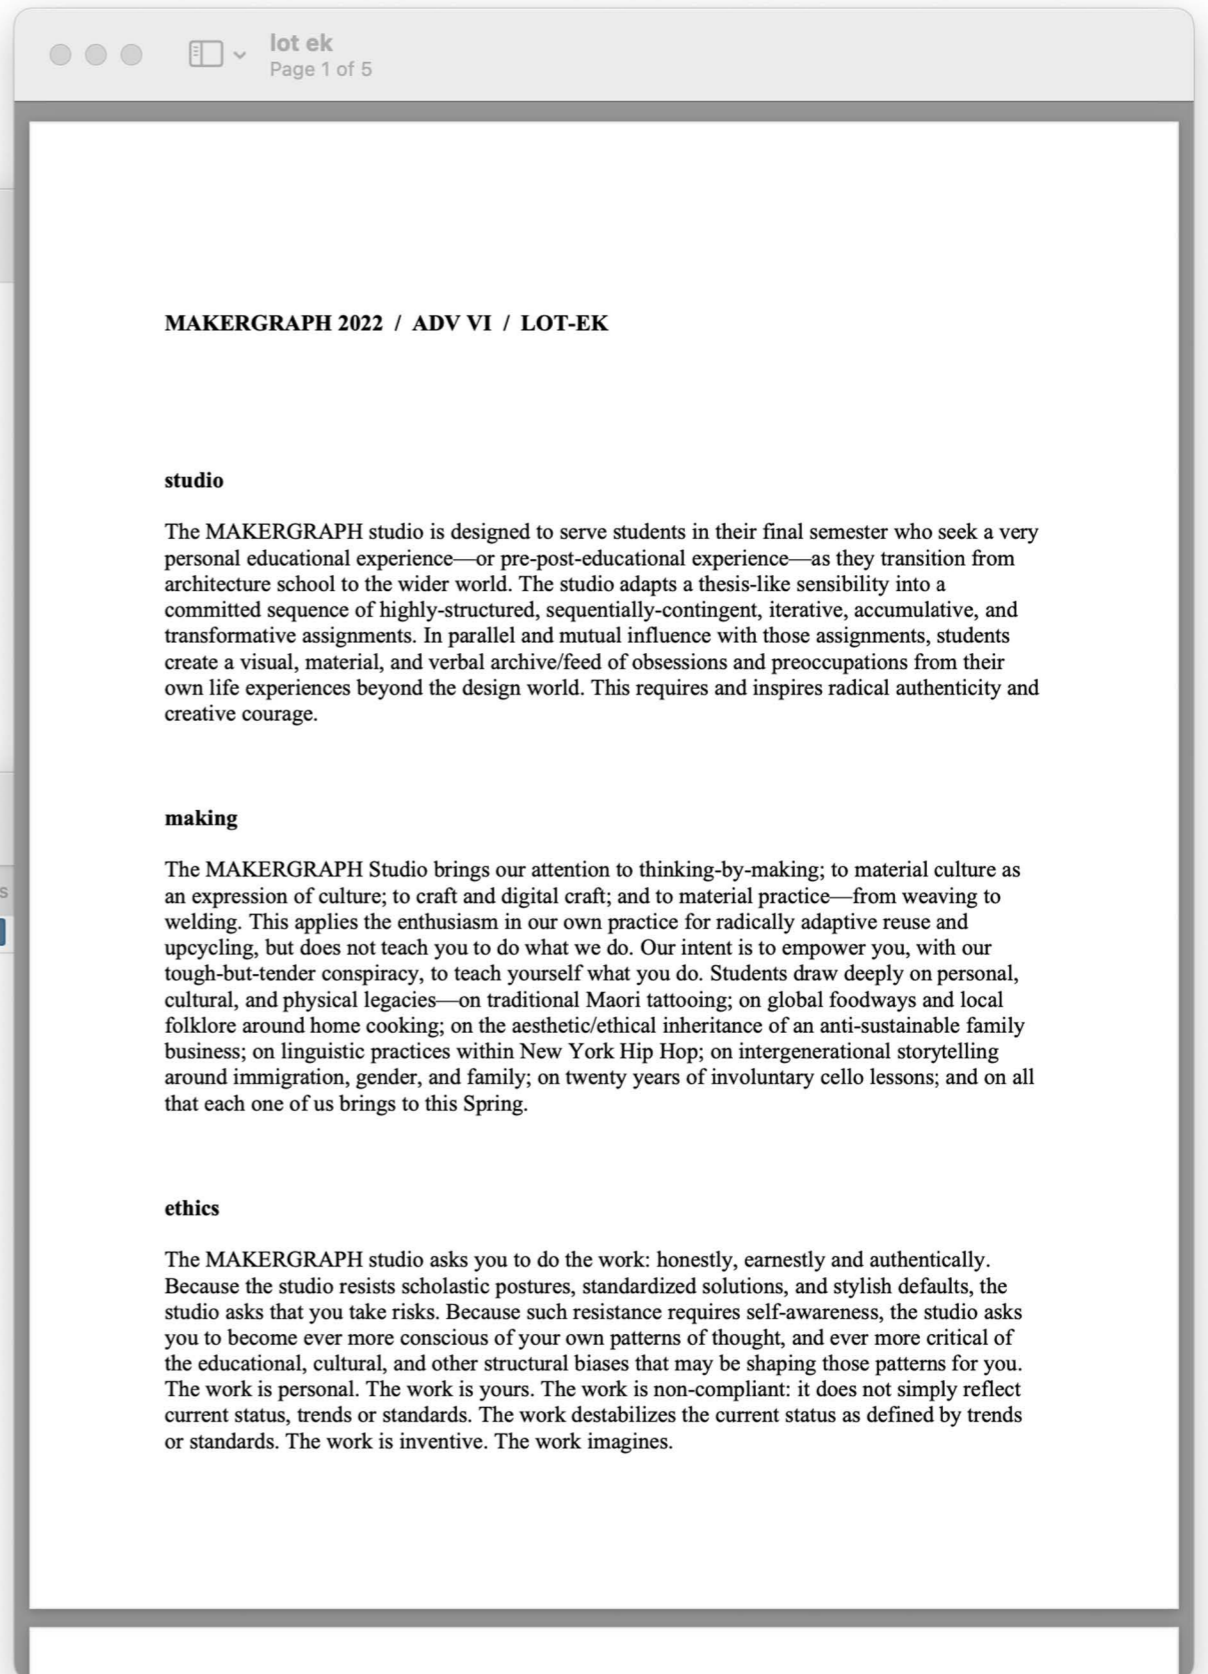 lot ek
Page 1 of 5
MAKERGRAPH 2022 / ADV VI / LOT-EK
studio
The MAKERGRAPH studio is designed to serve students in their final semester who seek a very
personal educational experience—or pre-post-educational experience—as they transition from
architecture school to the wider world. The studio adapts a thesis-like sensibility into a
committed sequence of highly-structured, sequentially-contingent, iterative, accumulative, and
transformative assignments. In parallel and mutual influence with those assignments, students
create a visual, material, and verbal archive/feed of obsessions and preoccupations from their
own life experiences beyond the design world. This requires and inspires radical authenticity and
creative courage.
making
The MAKERGRAPH Studio brings our attention to thinking-by-making; to material culture as
an expression of culture; to craft and digital craft; and to material practice—from weaving to
welding. This applies the enthusiasm in our own practice for radically adaptive reuse and
upcycling, but does not teach you to do what we do. Our intent is to empower you, with our
tough-but-tender conspiracy, to teach yourself what you do. Students draw deeply on personal,
cultural, and physical legacies—on traditional Maori tattooing; on global foodways and local
folklore around home cooking; on the aesthetic/ethical inheritance of an anti-sustainable family
business; on linguistic practices within New York Hip Hop; on intergenerational storytelling
around immigration, gender, and family; on twenty years of involuntary cello lessons; and on all
that each one of us brings to this Spring.
ethics
The MAKERGRAPH studio asks you to do the work: honestly, earnestly and authentically.
Because the studio resists scholastic postures, standardized solutions, and stylish defaults, the
studio asks that you take risks. Because such resistance requires self-awareness, the studio asks
you to become ever more conscious of your own patterns of thought, and ever more critical of
the educational, cultural, and other structural biases that may be shaping those patterns for you.
The work is personal. The work is yours. The work is non-compliant: it does not simply reflect
current status, trends or standards. The work destabilizes the current status as defined by trends
or standards. The work is inventive. The work imagines.